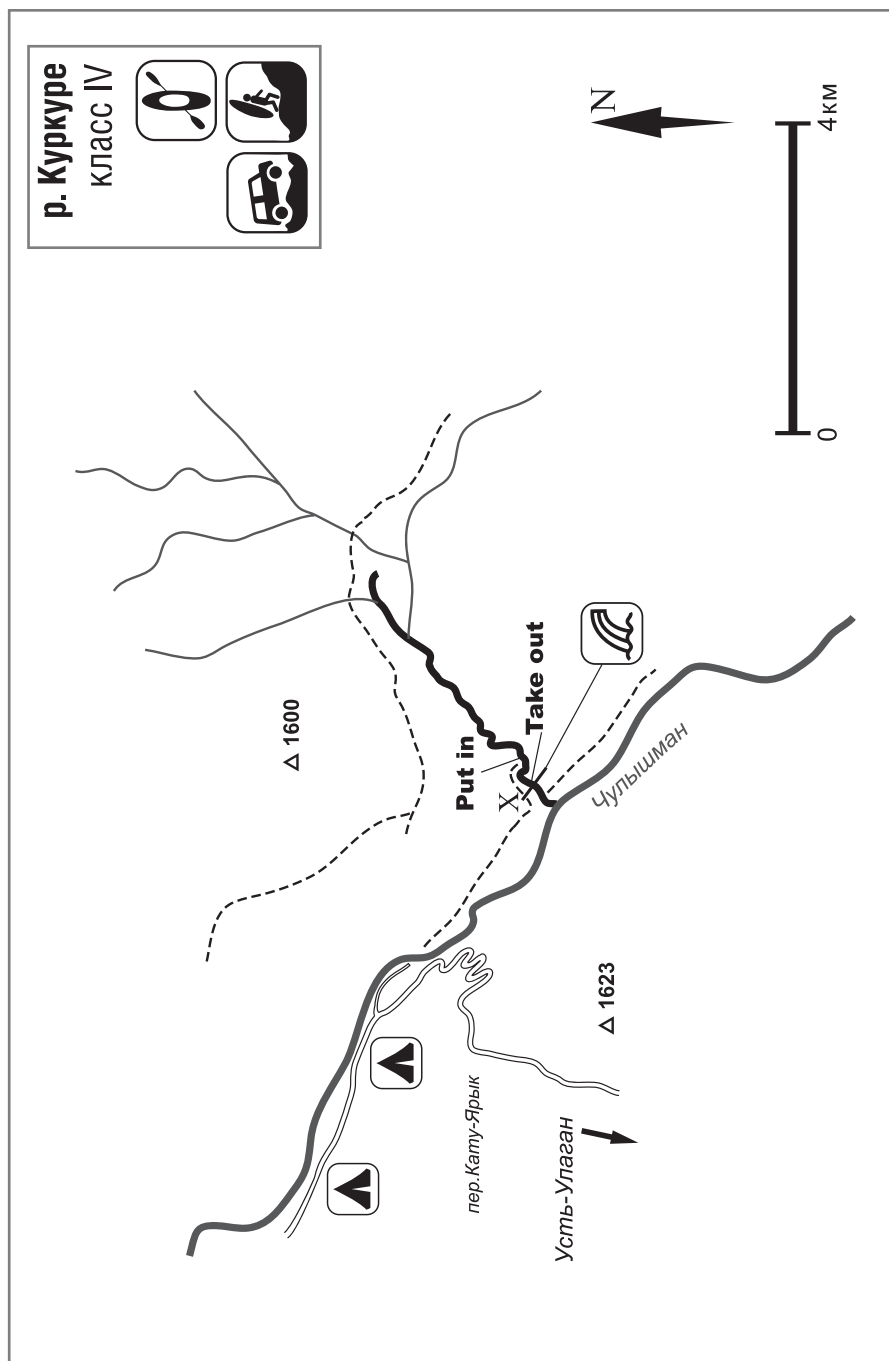 р. Куркуре
класс IV
N
0
4км
△ 1600
Put in
X
Take out
Чулышман
△ 1623
пер.Кату-Ярык
Усть-Улаган